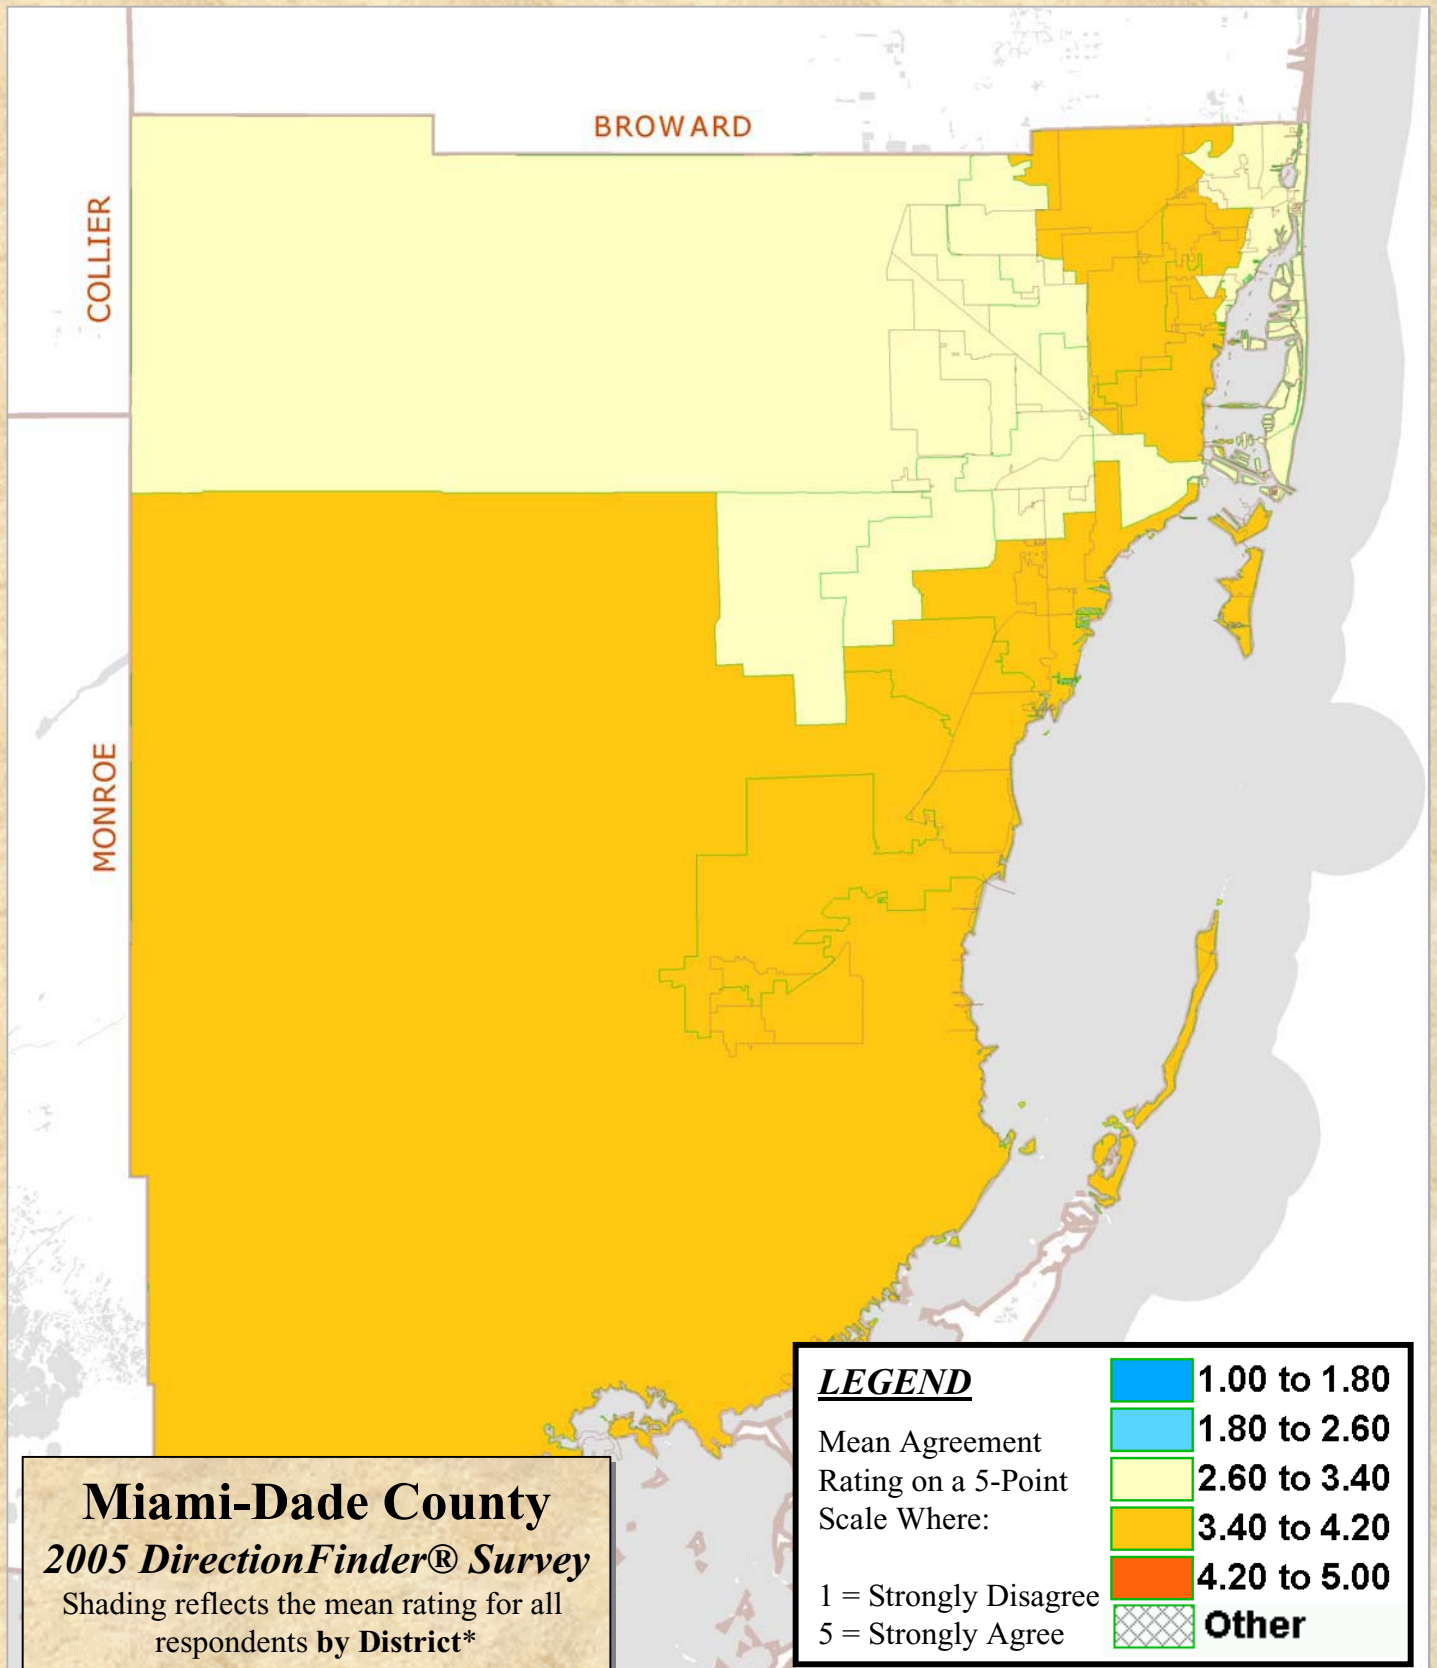 BROWARD
COLLIER
MONROE
LEGEND
Mean Agreement
Rating on a 5-Point
Scale Where:
1 = Strongly Disagree
5 = Strongly Agree
1.00 to 1.80
1.80 to 2.60
2.60 to 3.40
3.40 to 4.20
4.20 to 5.00
Other
Miami-Dade County
2005 DirectionFinder® Survey
Shading reflects the mean rating for all
respondents by District*